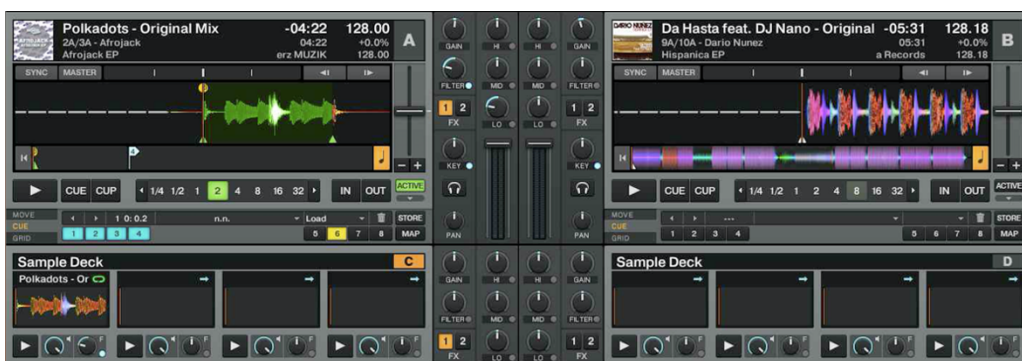 Polkadots - Original Mix -04:22 128.00
2A/3A - Afrojack 04:22 +0.0%
Afrojack EP erz MUZIK 128.00
A
SYNC MASTER
CUE CUP 1/4 1/2 1 2 4 8 16 32 IN OUT ACTIVE
MOVE 1 0: 0.2 n.n. Load STORE
CUE 1 2 3 4 5 6 7 8 MAP
GRID
GAIN HI HI GAIN
FILTER MID MID FILTER
1 2 LO LO 1 2
FX FX
KEY KEY
PAN PAN
DARIO NUNEZ
Da Hasta feat. DJ Nano - Original -05:31 128.18
9A/10A - Dario Nunez 05:31 +0.0%
Hispanica EP a Records 128.18
B
SYNC MASTER
CUE CUP 1/4 1/2 1 2 4 8 16 32 IN OUT ACTIVE
MOVE --- STORE
CUE 1 2 3 4 5 6 7 8 MAP
GRID
Sample Deck C
Polkadots - Or
F F F F
GAIN HI HI GAIN
FILTER MID MID FILTER
1 2 LO LO 1 2
FX FX
Sample Deck D
F F F F